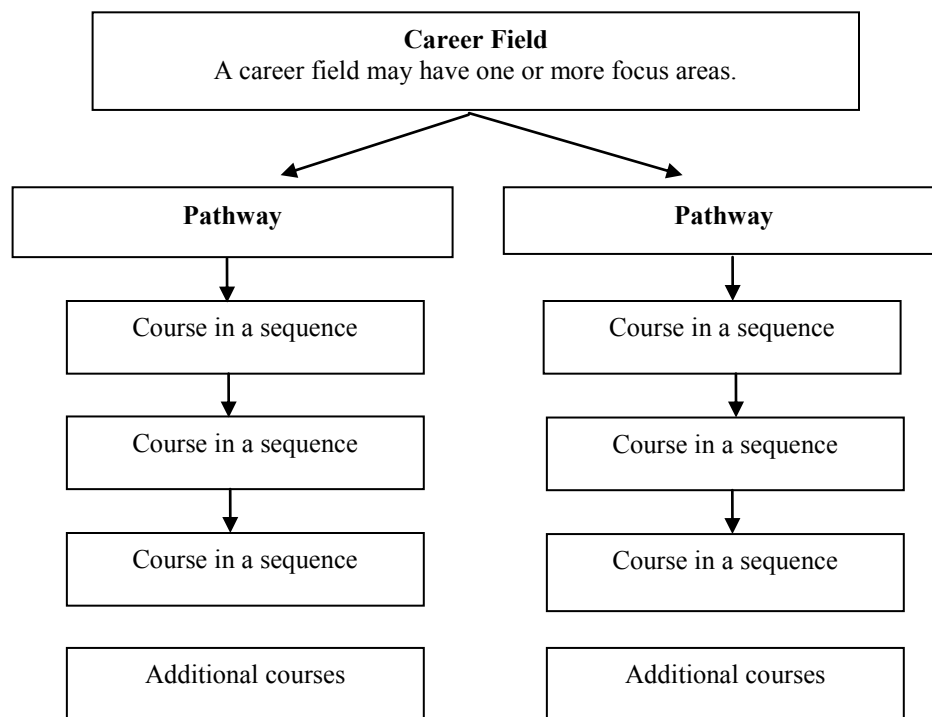 Career Field
A career field may have one or more focus areas.
Pathway
Pathway
Course in a sequence
Course in a sequence
Course in a sequence
Course in a sequence
Course in a sequence
Course in a sequence
Additional courses
Additional courses